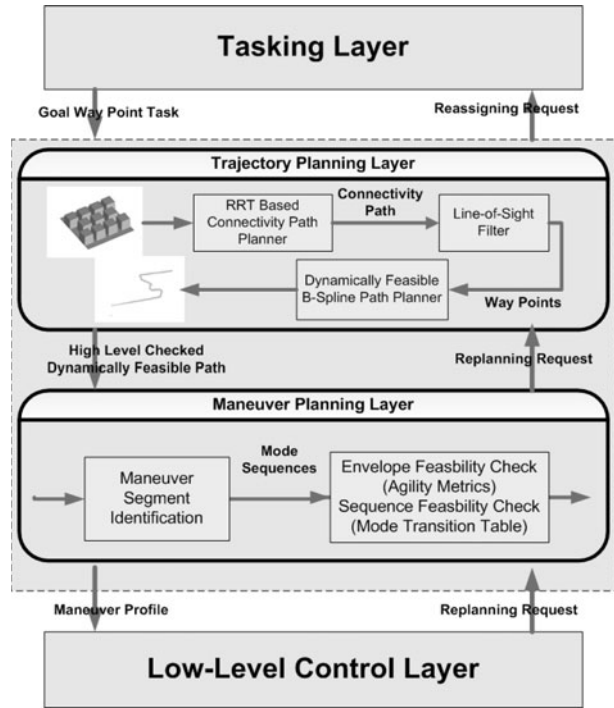 Tasking Layer
Goal Way Point Task
Reassigning Request
Trajectory Planning Layer
RRT Based
Connectivity Path
Planner
Connectivity
Path
Line-of-Sight
Filter
Dynamically Feasible
B-Spline Path Planner
Way Points
High Level Checked
Dynamically Feasible Path
Replanning Request
Maneuver Planning Layer
Maneuver
Segment
Identification
Mode
Sequences
Envelope Feasbility Check
(Agility Metrics)
Sequence Feasbility Check
(Mode Transition Table)
Maneuver Profile
Replanning Request
Low-Level Control Layer